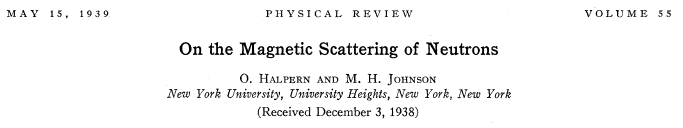 MAY 15, 1939 PHYSICAL REVIEW VOLUME 55
On the Magnetic Scattering of Neutrons
O. HALPERN AND M. H. JOHNSON
New York University, University Heights, New York, New York
(Received December 3, 1938)